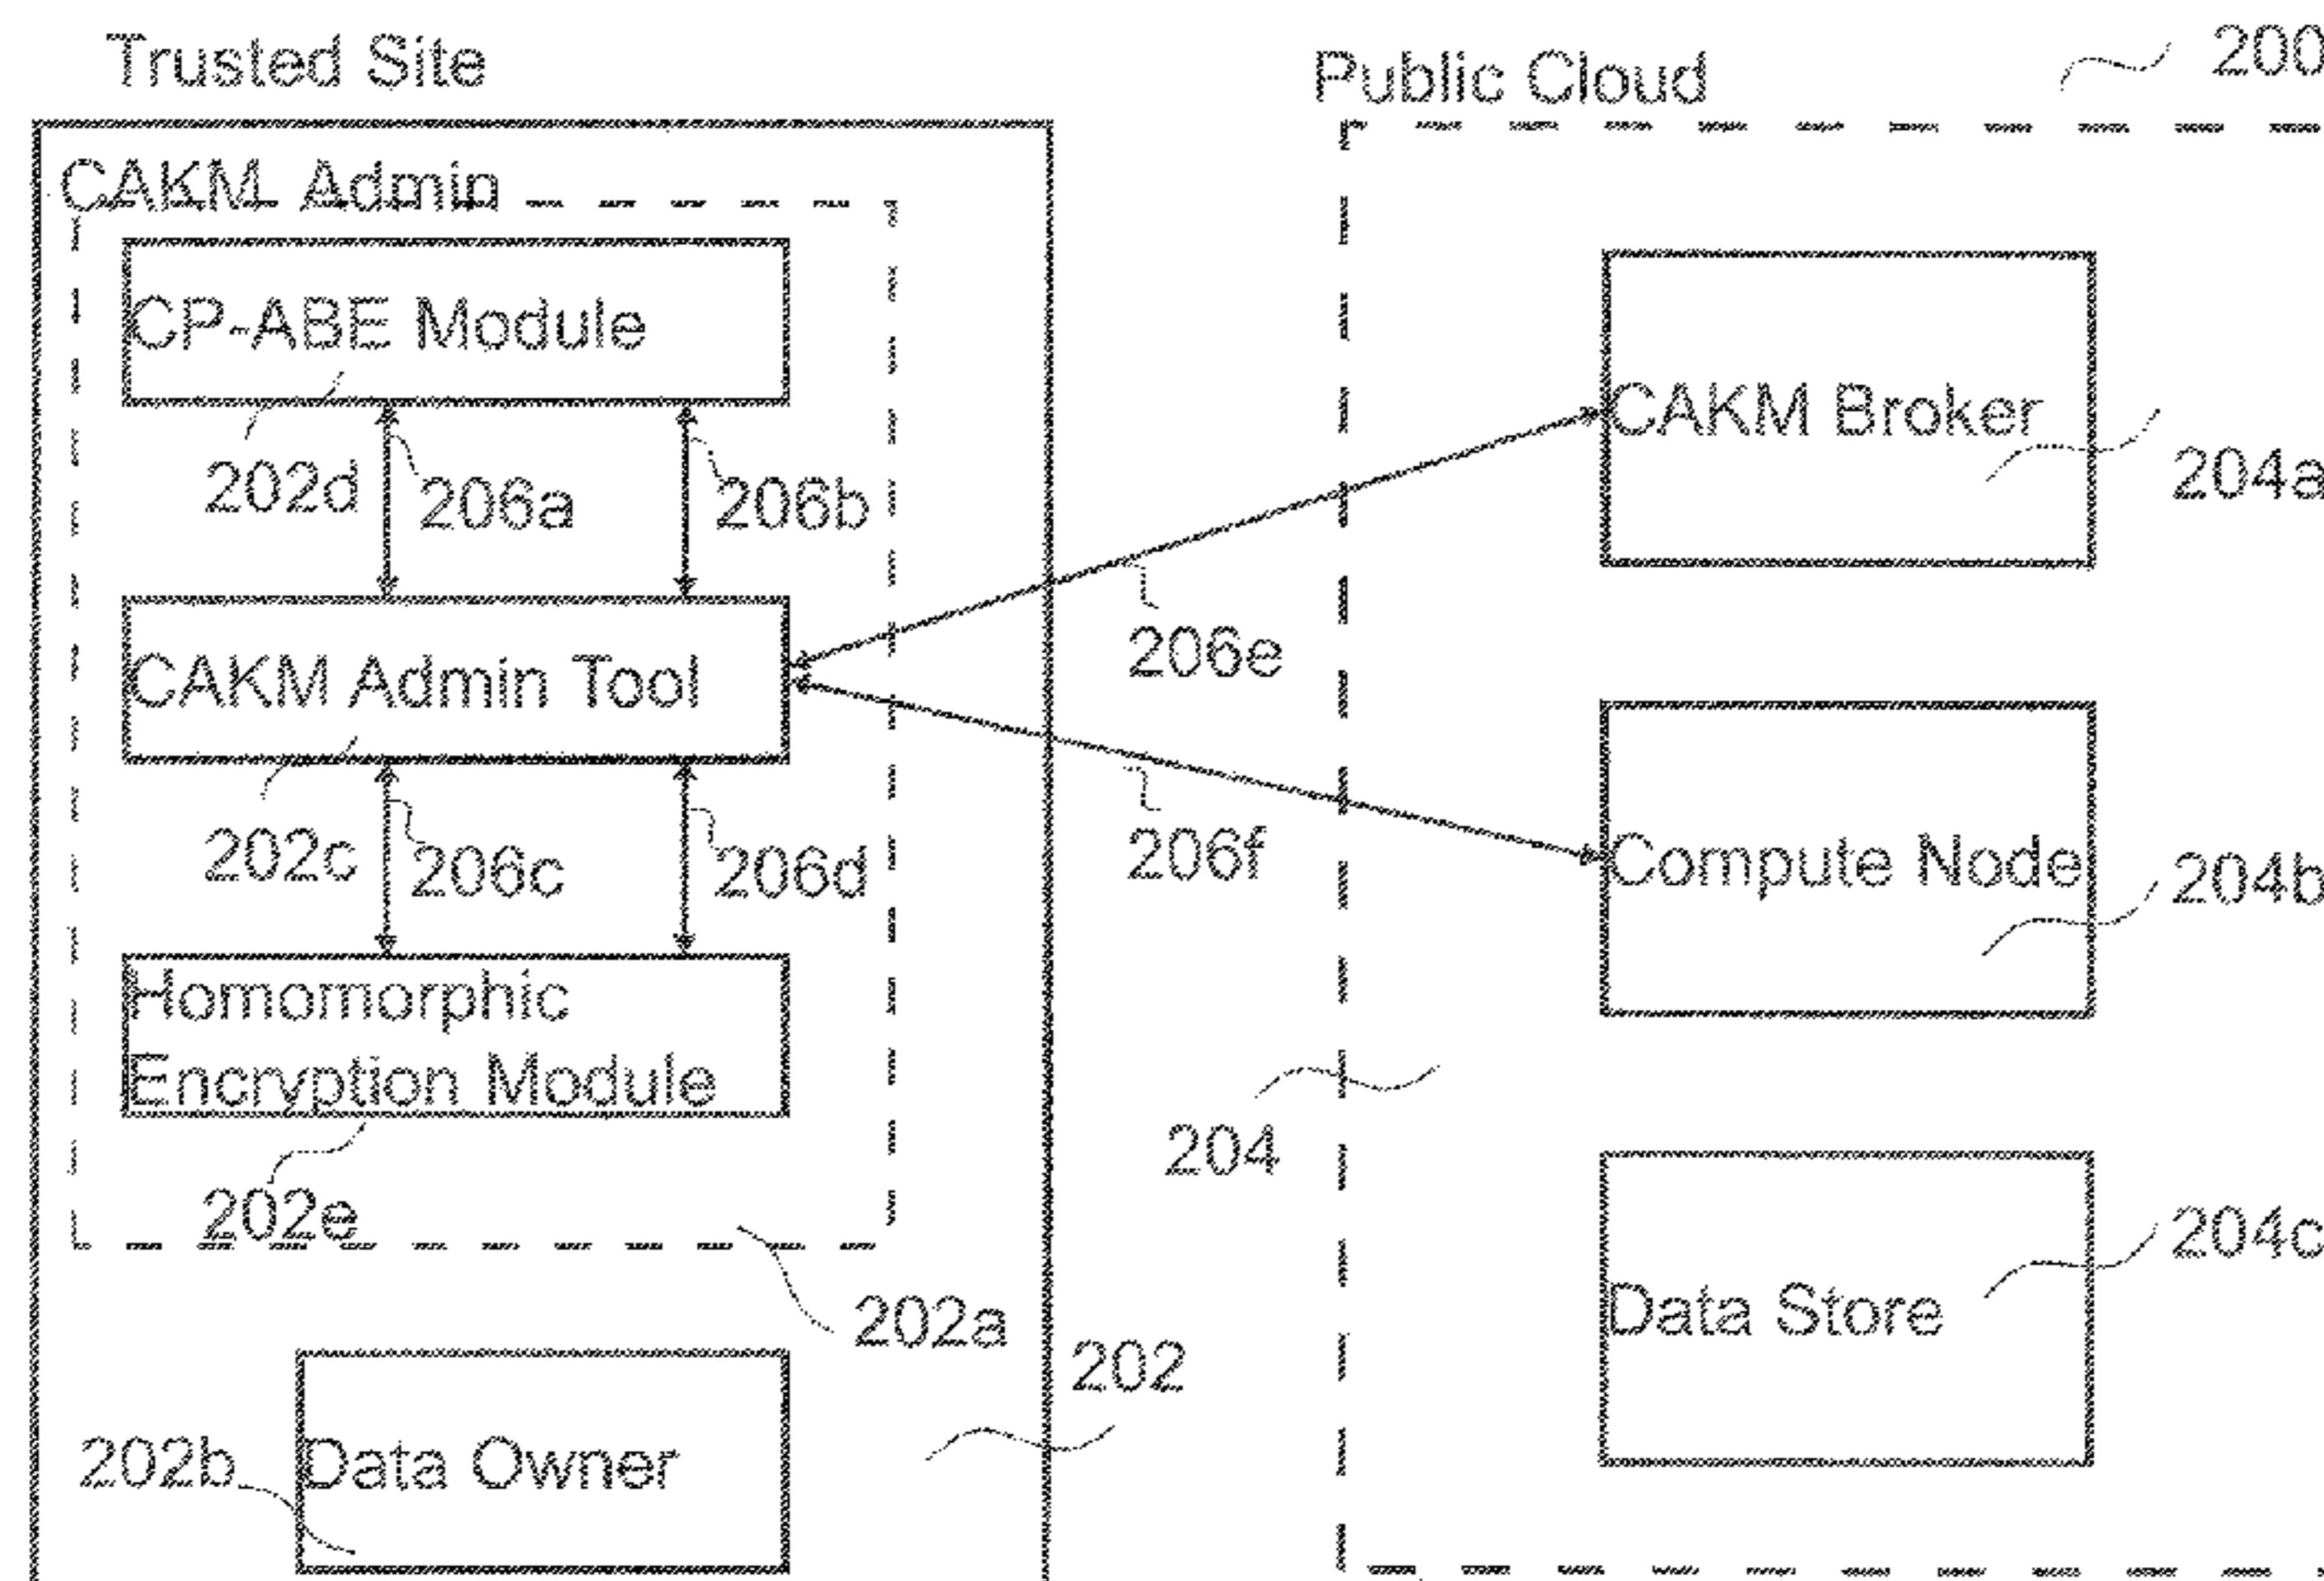 Trusted Site
Public Cloud
200
CAKM Admin
CP-ABE Module
CAKM Broker
202d
206a
206b
204a
CAKM Admin Tool
206e
202c
206c
206d
206f
Compute Node
204b
Homomorphic
Encryption Module
204
202e
204c
202a
Data Store
202
202b
Data Owner